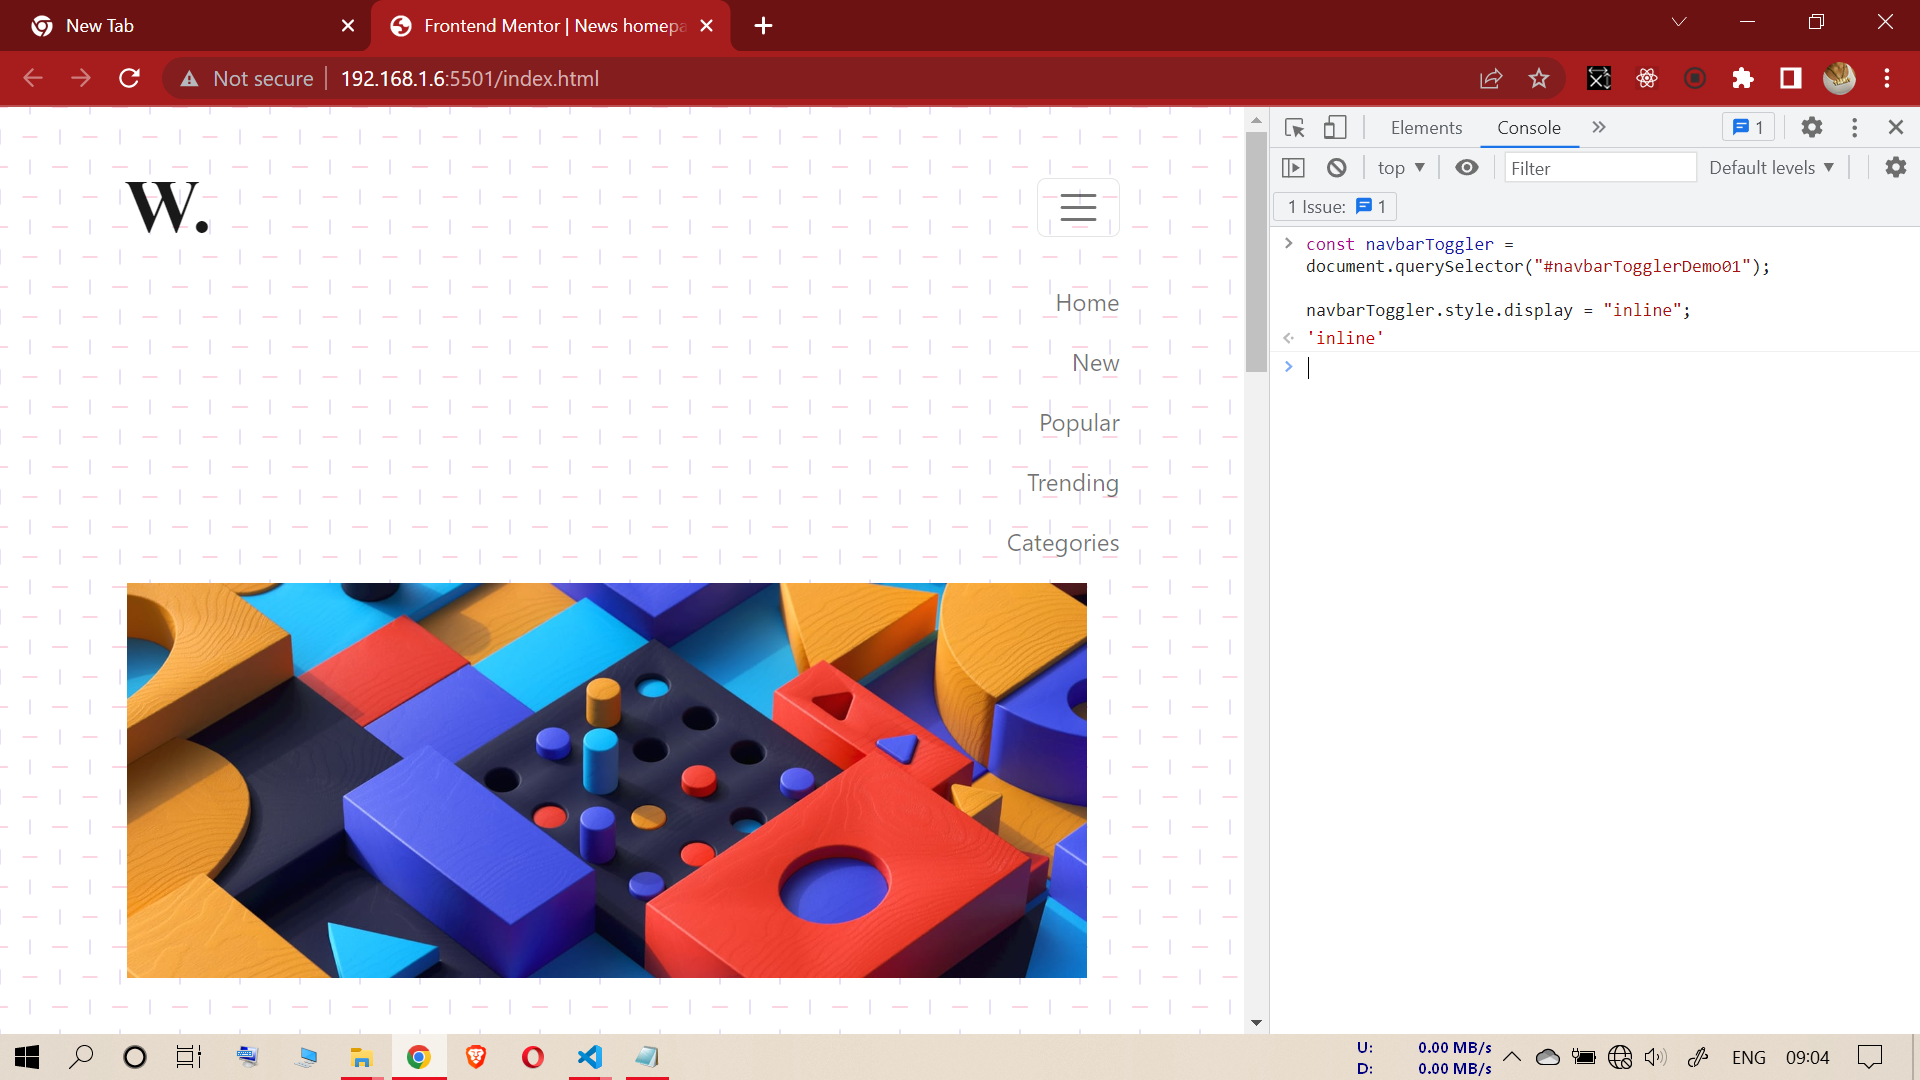 New Tab
Frontend Mentor | News homepa
Not secure
192.168.1.6:5501/index.html
Elements
Console
1
top
Filter
Default levels
1 Issue: 1
W.
const navbarToggler =
document.querySelector("#navbarTogglerDemo01");
navbarToggler.style.display = "inline";
'inline'
Home
New
Popular
Trending
Categories
U: 0.00 MB/s
D: 0.00 MB/s
ENG
09:04